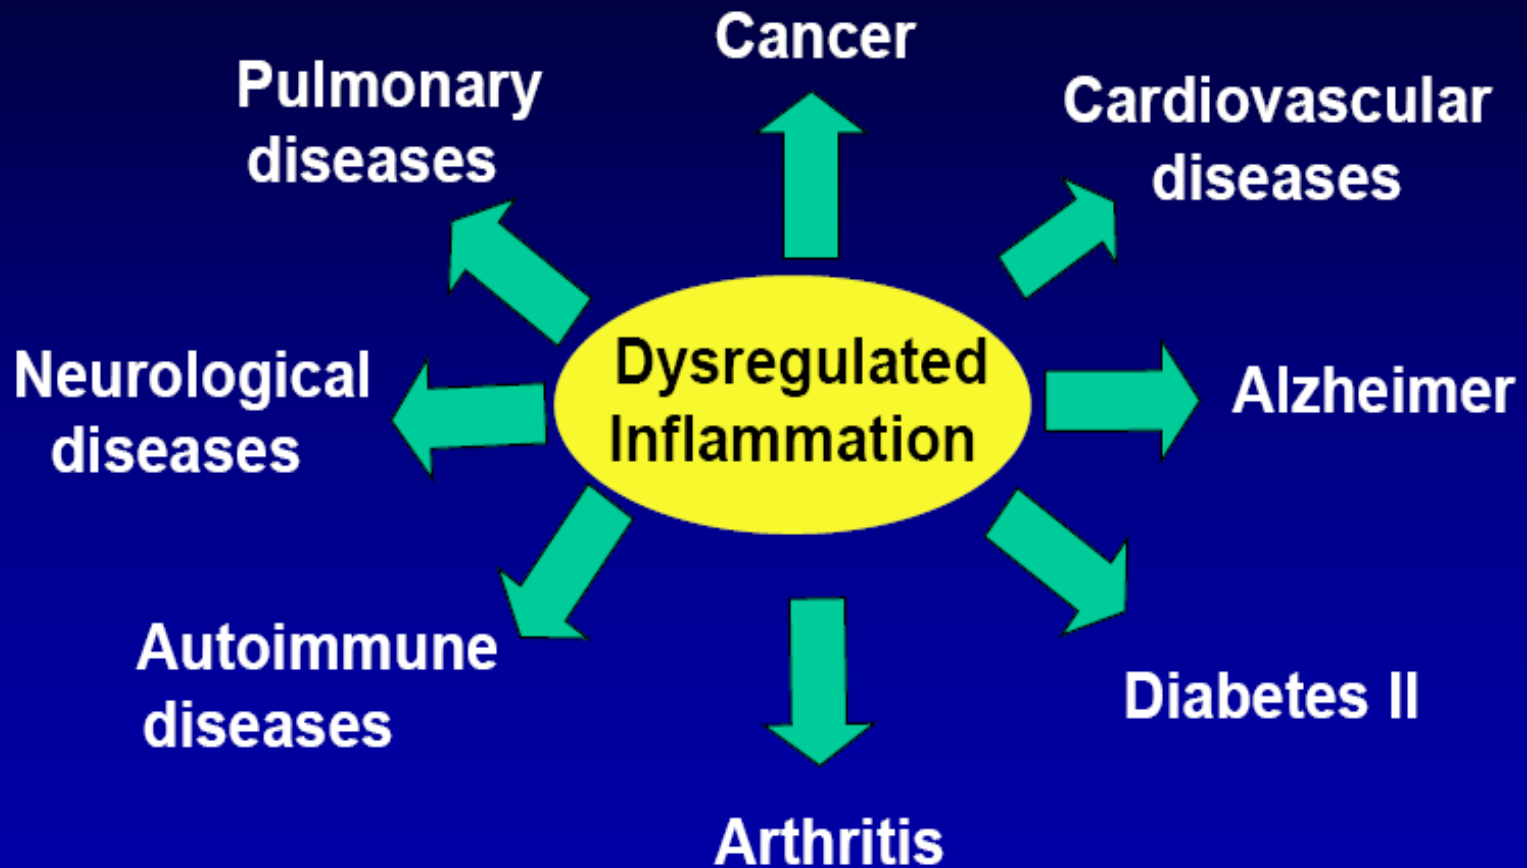 Cancer
Pulmonary
diseases
Cardiovascular
diseases
Dysregulated
Inflammation
Neurological
diseases
Alzheimer
Autoimmune
diseases
Diabetes II
Arthritis